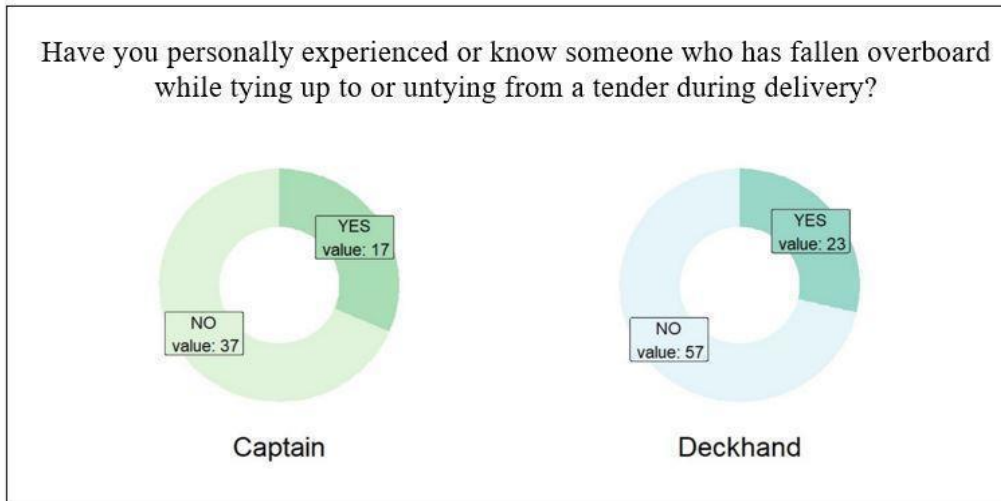 Have you personally experienced or know someone who has fallen overboard
while tying up to or untying from a tender during delivery?
YES
value: 17
NO
value: 37
Captain
YES
value: 23
NO
value: 57
Deckhand